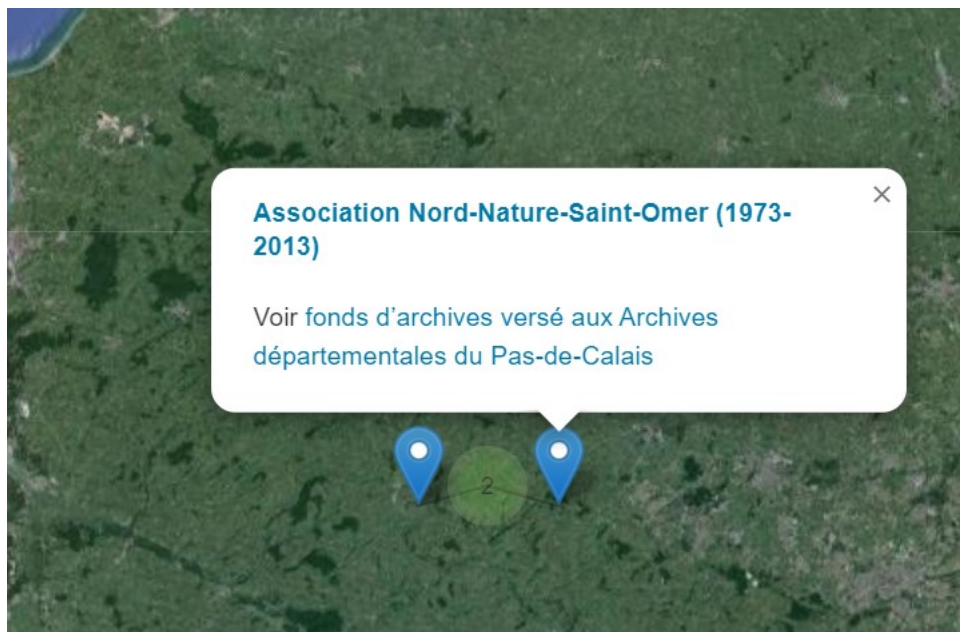 Association Nord-Nature-Saint-Omer (1973-
2013)
×
Voir fonds d’archives versé aux Archives
départementales du Pas-de-Calais
2